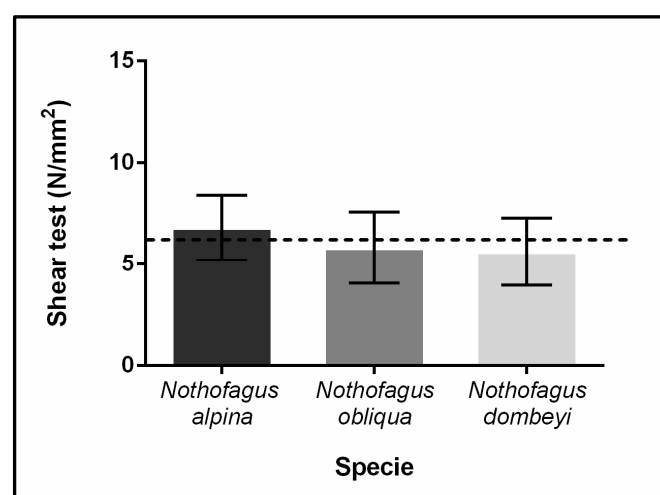 Shear test (N/mm²)
15
10
5
0
Nothofagus
alpina
Nothofagus
obliqua
Nothofagus
dombeyi
Specie